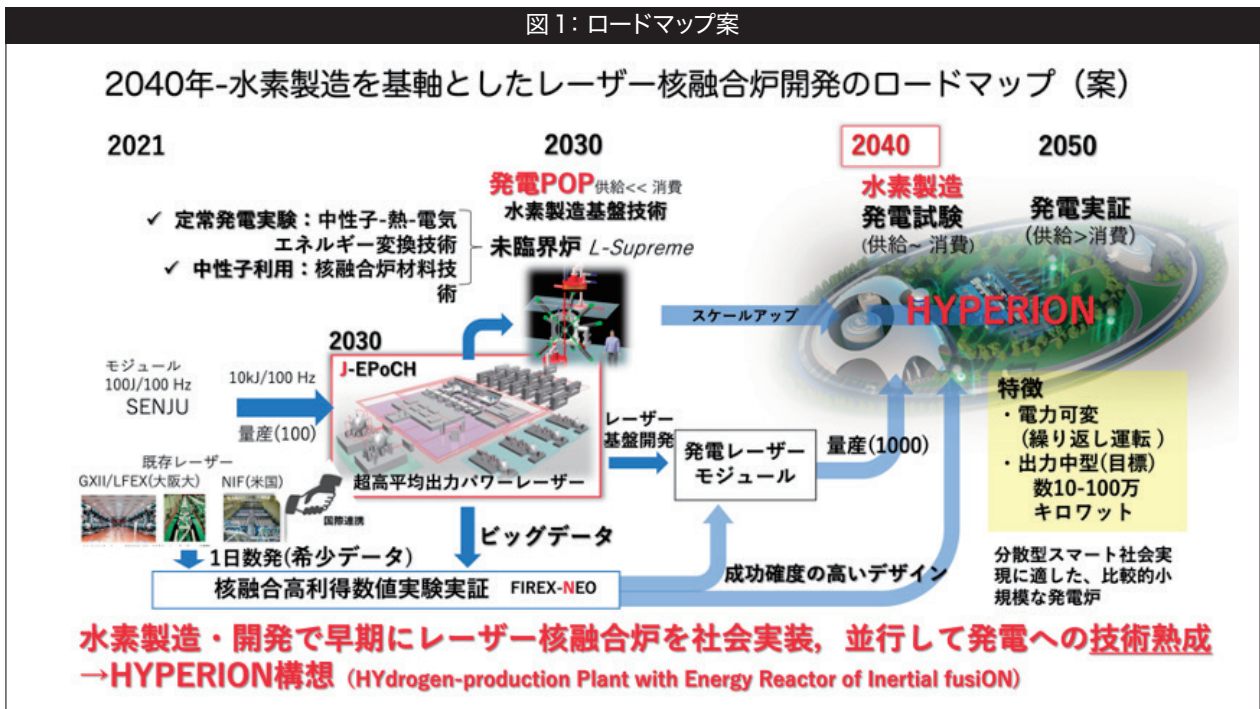 図1：ロードマップ案
2040年-水素製造を基軸としたレーザー核融合炉開発のロードマップ（案）
2021
2030
2040
2050
発電POP供給<< 消費
水素製造基盤技術
水素製造
発電試験
(供給~ 消費)
発電実証
(供給>消費)
✓ 定常発電実験：中性子-熱-電気
エネルギー変換技術
✓ 中性子利用：核融合炉材料技
術
未臨界炉 L-Supreme
スケールアップ
HYPERION
2030
J-EPoCH
モジュール
100J/100 Hz
SENJU
10kJ/100 Hz
量産(100)
レーザー
基盤開発
発電レーザー
モジュール
量産(1000)
特徴
・電力可変
(繰り返し運転 )
・出力中型(目標)
数10-100万
キロワット
既存レーザー
GXII/LFEX(大阪大)
NIF(米国)
国際連携
超高平均出力パワーレーザー
1日数発(希少データ)
ビッグデータ
核融合高利得数値実験実証 FIREX-NEO
成功確度の高いデザイン
分散型スマート社会実
現に適した、比較的小
規模な発電炉
水素製造・開発で早期にレーザー核融合炉を社会実装，並行して発電への技術熟成
→HYPERION構想（HYdrogen-production Plant with Energy Reactor of Inertial fusiON）